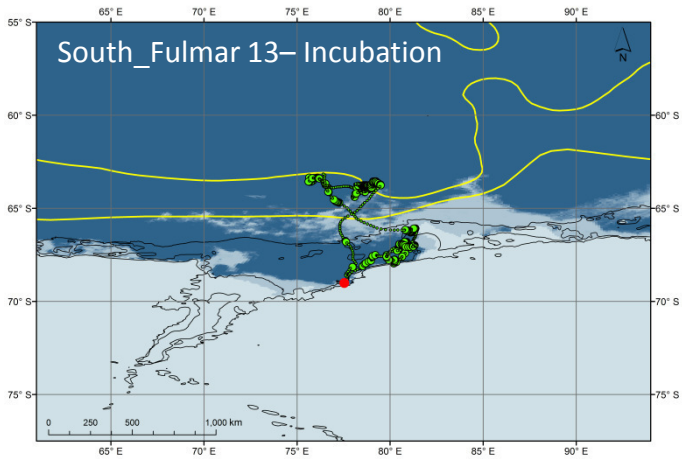 65° E 70° E 75° E 80° E 85° E 90° E
55° S 55° S
South_Fulmar 13– Incubation
N
60° S 60° S
65° S 65° S
70° S 70° S
75° S 75° S
0 250 500 1,000 km
65° E 70° E 75° E 80° E 85° E 90° E